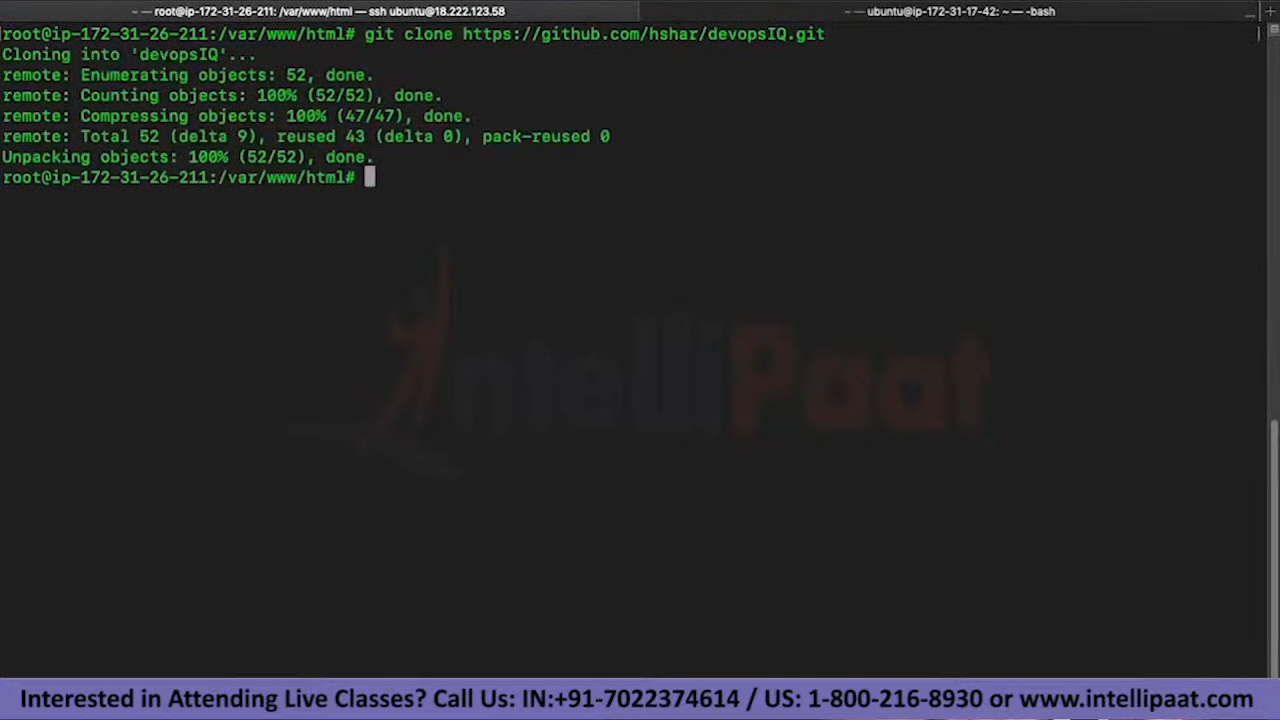 ~ — root@ip-172-31-26-211: /var/www/html — ssh ubuntu@18.222.123.58
~ — ubuntu@ip-172-31-17-42: ~ — -bash
root@ip-172-31-26-211:/var/www/html# git clone https://github.com/hshar/devopsIQ.git
Cloning into 'devopsIQ'...
remote: Enumerating objects: 52, done.
remote: Counting objects: 100% (52/52), done.
remote: Compressing objects: 100% (47/47), done.
remote: Total 52 (delta 9), reused 43 (delta 0), pack-reused 0
Unpacking objects: 100% (52/52), done.
root@ip-172-31-26-211:/var/www/html#
IntelliPaat
Interested in Attending Live Classes? Call Us: IN:+91-7022374614 / US: 1-800-216-8930 or www.intellipaat.com